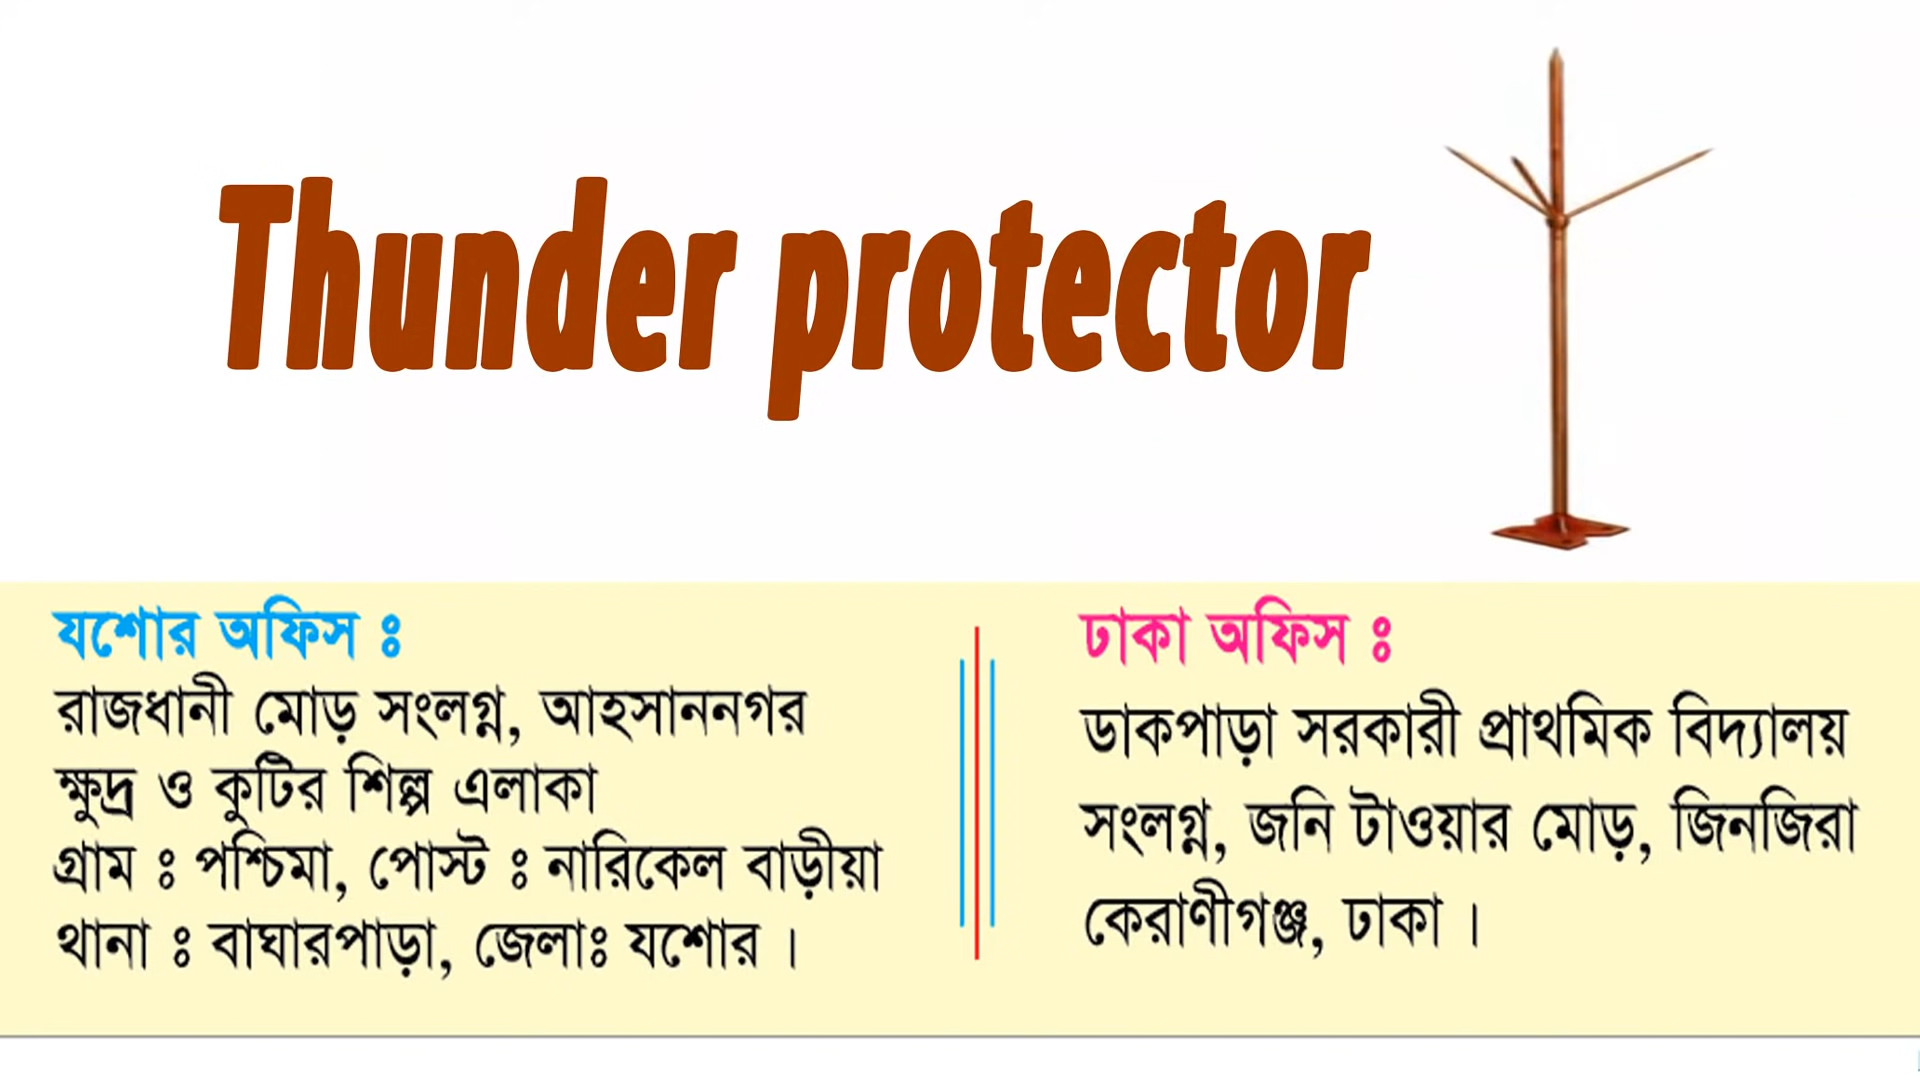 Thunder protector
যশোর অফিস ঃ
রাজধানী মোড় সংলগ্ন, আহসাননগর
ক্ষুদ্র ও কুটির শিল্প এলাকা
গ্রাম ঃ পশ্চিমা, পোস্ট ঃ নারিকেল বাড়ীয়া
থানা ঃ বাঘারপাড়া, জেলাঃ যশোর ।
ঢাকা অফিস ঃ
ডাকপাড়া সরকারী প্রাথমিক বিদ্যালয়
সংলগ্ন, জনি টাওয়ার মোড়, জিনজিরা
কেরাণীগঞ্জ, ঢাকা ।